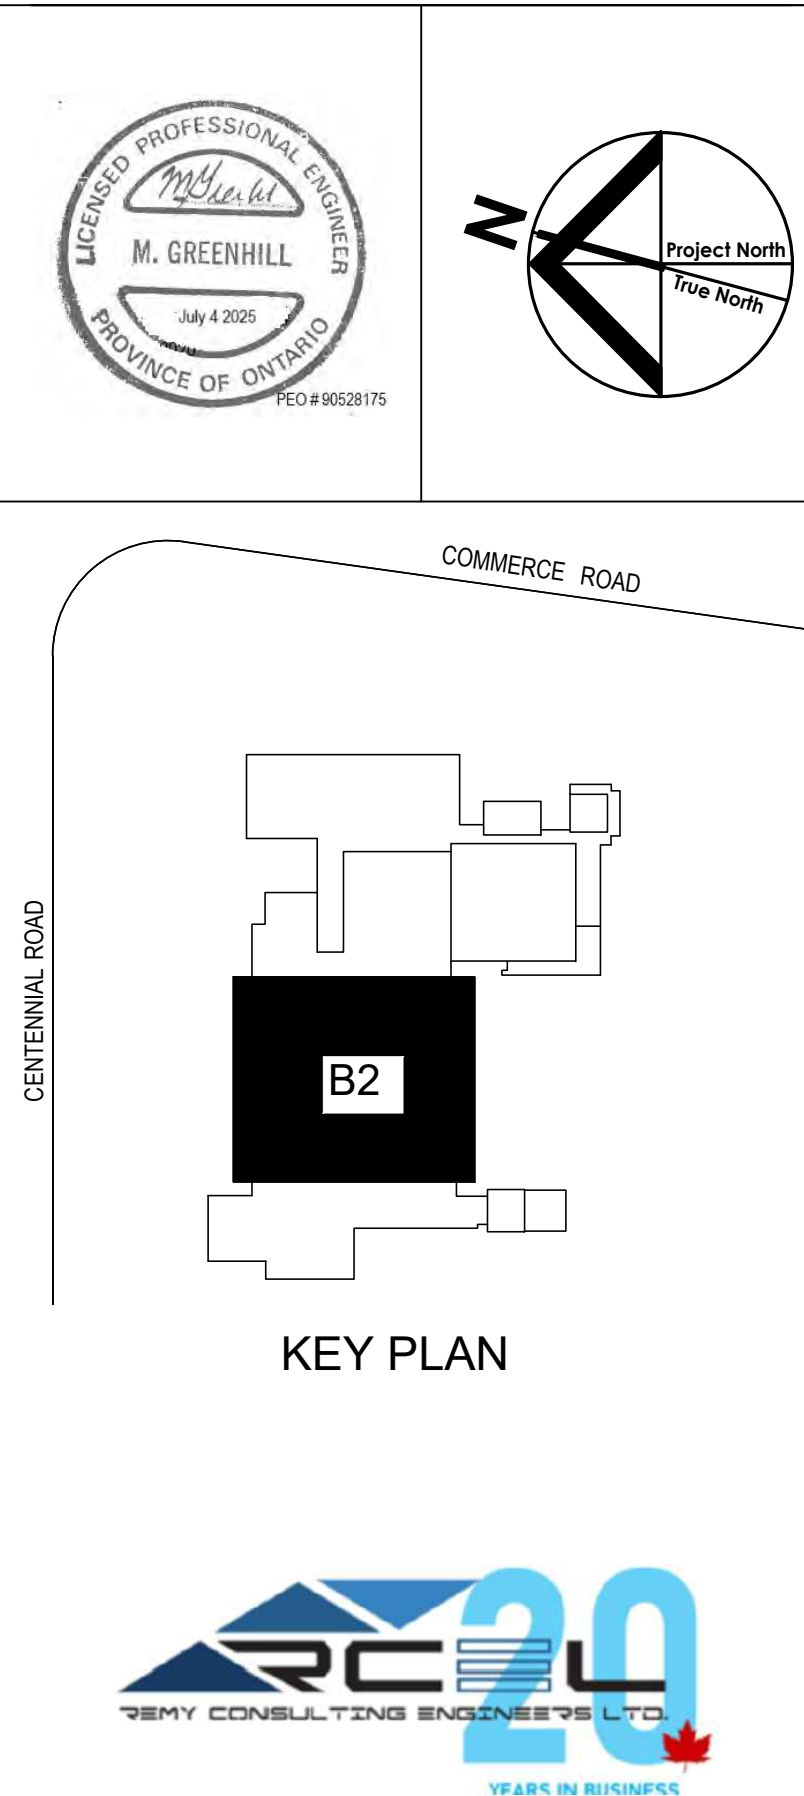 LICENSED PROFESSIONAL ENGINEER
M. GREENHILL
July 4 2025
PROVINCE OF ONTARIO
PEO # 90528175
N
Project North
True North
COMMERCE ROAD
CENTENNIAL ROAD
B2
KEY PLAN
20
RCEL
REMY CONSULTING ENGINEERS LTD.
YEARS IN BUSINESS